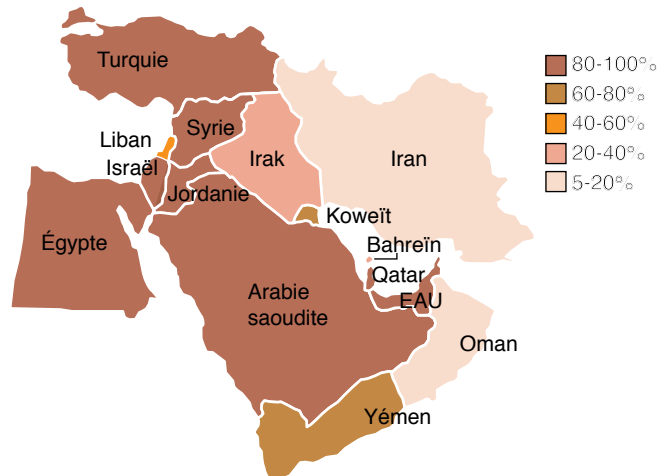 Turquie
80-100%
60-80%
40-60%
20-40%
5-20%
Syrie
Liban
Israël
Irak
Iran
Jordanie
Koweït
Égypte
Bahreïn
Qatar
Arabie
saoudite
EAU
Oman
Yémen